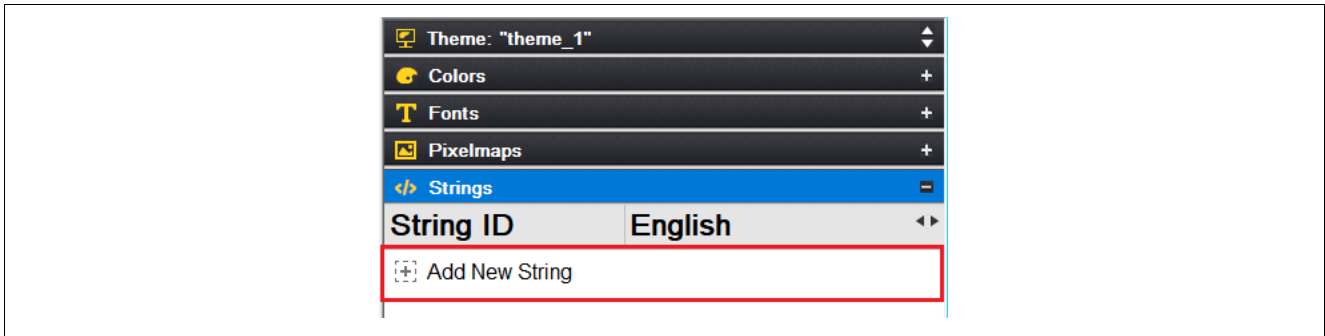 Theme: "theme_1"
Colors
Fonts
Pixelmaps
Strings
String ID English
Add New String